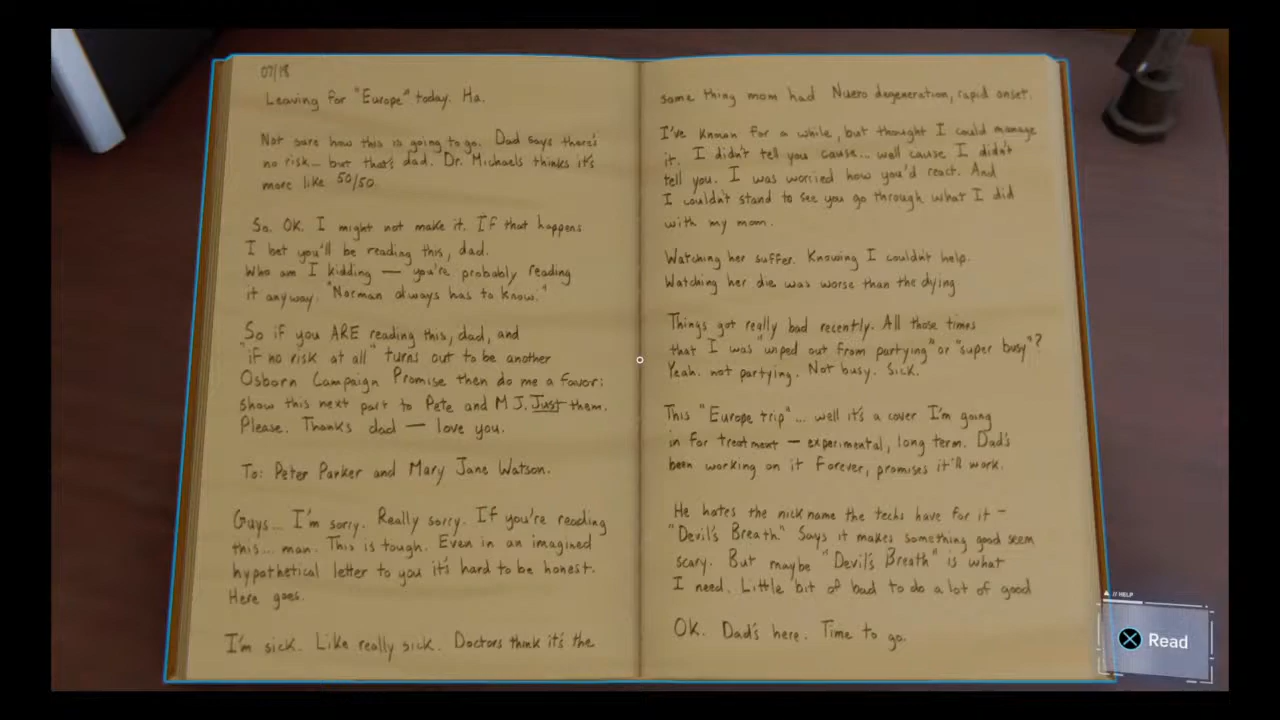 07/18
Leaving for "Europe" today. Ha.
Not sure how this is going to go. Dad says there's
no risk... but that's dad. Dr. Michaels thinks it's
more like 50/50.
So. OK. I might not make it. If that happens
I bet you'll be reading this, dad.
Who am I kidding — you're probably reading
it anyway. "Norman always has to know."
So if you ARE reading this, dad, and
"if no risk at all" turns out to be another
Osborn Campaign Promise then do me a favor:
show this next part to Pete and MJ. Just them.
Please. Thanks dad — love you.
To: Peter Parker and Mary Jane Watson.
Guys... I'm sorry. Really sorry. If you're reading
this... man. This is tough. Even in an imagined
hypathetical letter to you it's hard to be honest.
Here goes.
I'm sick. Like really sick. Doctors think it's the
same thing mom had Nuero degeneration, rapid onset.
I've known for a while, but thought I could manage
it. I didn't tell you cause... well cause I didn't
tell you. I was worried how you'd react. And
I couldn't stand to see you go through what I did
with my mom.
Watching her suffer. Knowing I couldn't help.
Watching her die was worse than the dying
Things got really bad recently. All those times
that I was "wiped out from partying" or "super busy"?
Yeah. not partying. Not busy. Sick.
This "Europe trip"... well it's a cover I'm going
in for treatment — experimental, long term. Dad's
been working on it forever, promises it'll work.
He hates the nickname the techs have for it -
"Devil's Breath" Says it makes something good seem
scary. But maybe "Devil's Breath" is what
I need. Little bit of bad to do a lot of good
OK. Dad's here. Time to go.
// HELP
Read